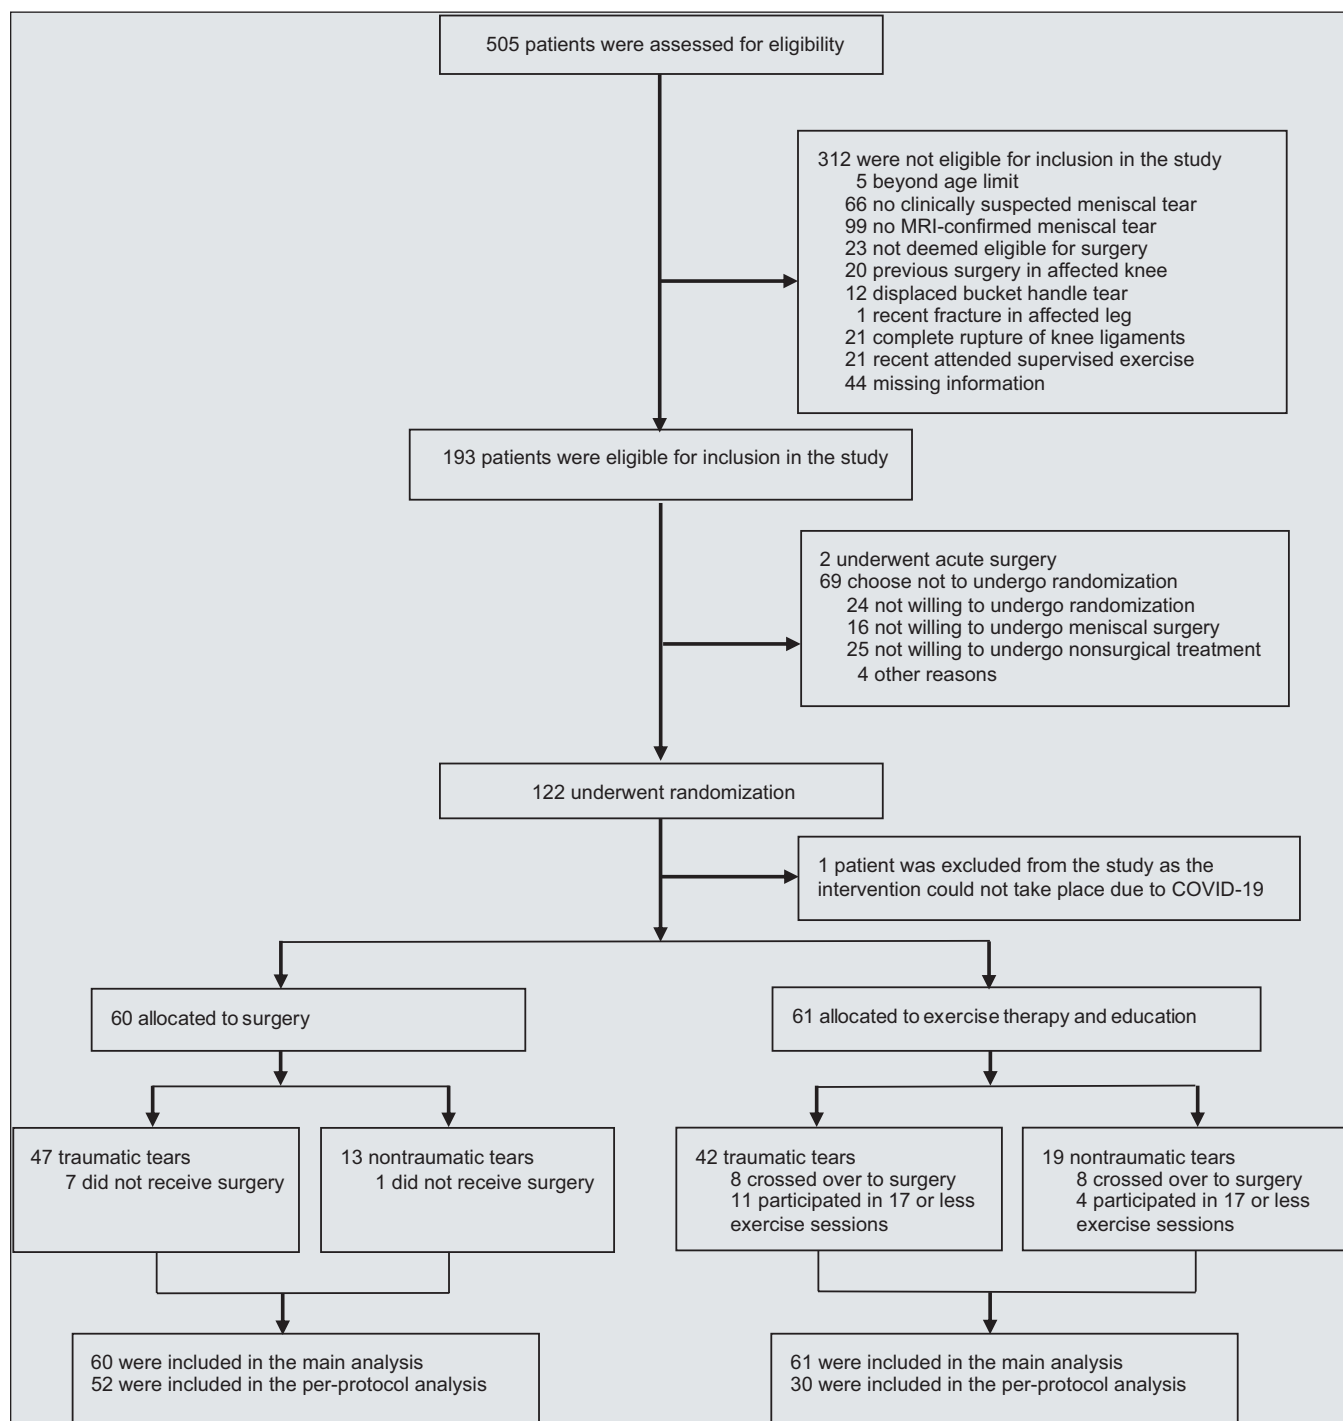 505 patients were assessed for eligibility
312 were not eligible for inclusion in the study
5 beyond age limit
66 no clinically suspected meniscal tear
99 no MRI-confirmed meniscal tear
23 not deemed eligible for surgery
20 previous surgery in affected knee
12 displaced bucket handle tear
1 recent fracture in affected leg
21 complete rupture of knee ligaments
21 recent attended supervised exercise
44 missing information
193 patients were eligible for inclusion in the study
2 underwent acute surgery
69 choose not to undergo randomization
24 not willing to undergo randomization
16 not willing to undergo meniscal surgery
25 not willing to undergo nonsurgical treatment
4 other reasons
122 underwent randomization
1 patient was excluded from the study as the
intervention could not take place due to COVID-19
60 allocated to surgery
61 allocated to exercise therapy and education
47 traumatic tears
7 did not receive surgery
13 nontraumatic tears
1 did not receive surgery
42 traumatic tears
8 crossed over to surgery
11 participated in 17 or less
exercise sessions
19 nontraumatic tears
8 crossed over to surgery
4 participated in 17 or less
exercise sessions
60 were included in the main analysis
52 were included in the per-protocol analysis
61 were included in the main analysis
30 were included in the per-protocol analysis